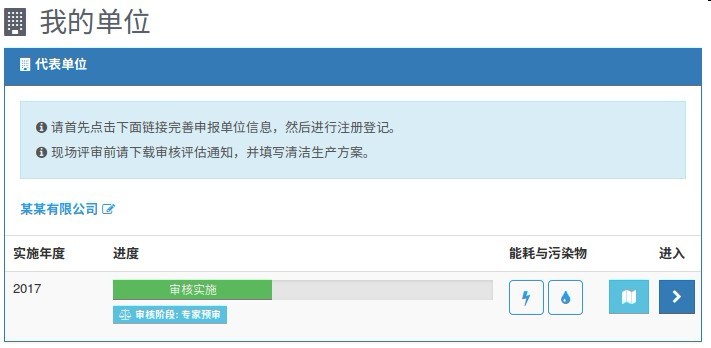 我的单位
代表单位
请首先点击下面链接完善申报单位信息，然后进行注册登记。
现场评审前请下载审核评估通知，并填写清洁生产方案。
某某有限公司
实施年度 进度 能耗与污染物 进入
2017 审核实施
审核阶段: 专家预审